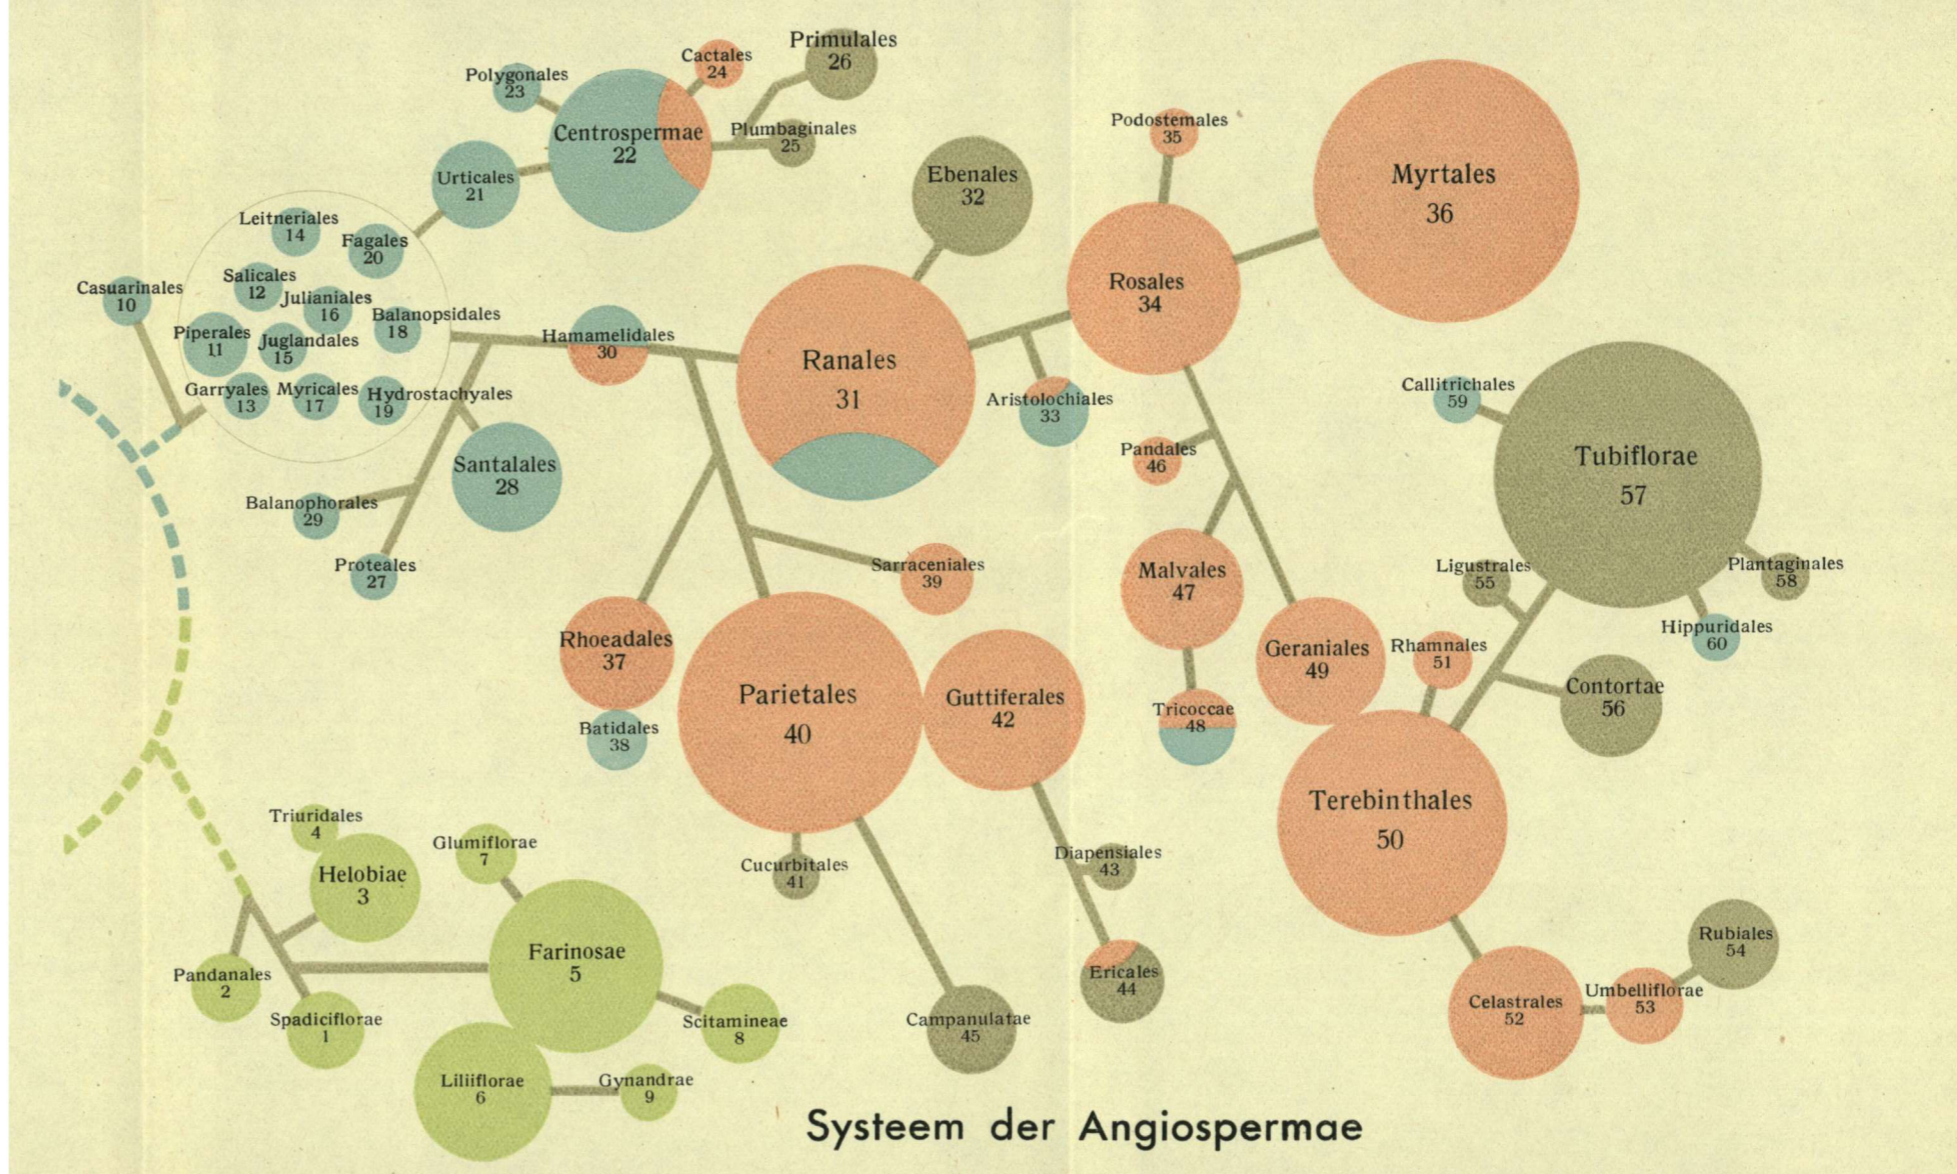 Primulales
26
Cactales
24
Polygonales
23
Centrospermae
22
Plumbaginales
25
Podostemales
35
Urticales
21
Ebenales
32
Myrtales
36
Leitneriales
14
Fagales
20
Salicales
12
Casuarinales
10
Julianiales
16
Balanopsidales
18
Piperales
11
Juglandales
15
Hamamelidales
30
Rosales
34
Ranales
31
Garryales
13
Myricales
17
Hydrostachyales
19
Aristolochiales
33
Callitrichales
59
Pandales
46
Tubiflorae
57
Santalales
28
Balanophorales
29
Proteales
27
Sarraceniales
39
Malvales
47
Ligustrales
55
Plantaginales
58
Rhoeadales
37
Geraniales
49
Rhamnales
51
Hippuridales
60
Parietales
40
Guttiferales
42
Contortae
56
Batidales
38
Tricoccae
48
Terebinthales
50
Triuridales
4
Glumiflorae
7
Helobiae
3
Cucurbitales
41
Diapensiales
43
Farinosae
5
Rubiales
54
Pandanales
2
Ericales
44
Umbelliflorae
53
Celastrales
52
Spadiciflorae
1
Scitamineae
8
Campanulatae
45
Liliiflorae
6
Gynandrae
9
Systeem der Angiospermae